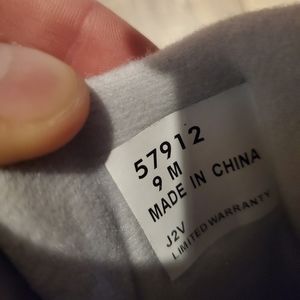 57912
9 M
MADE IN CHINA
J2V
LIMITED WARRANTY